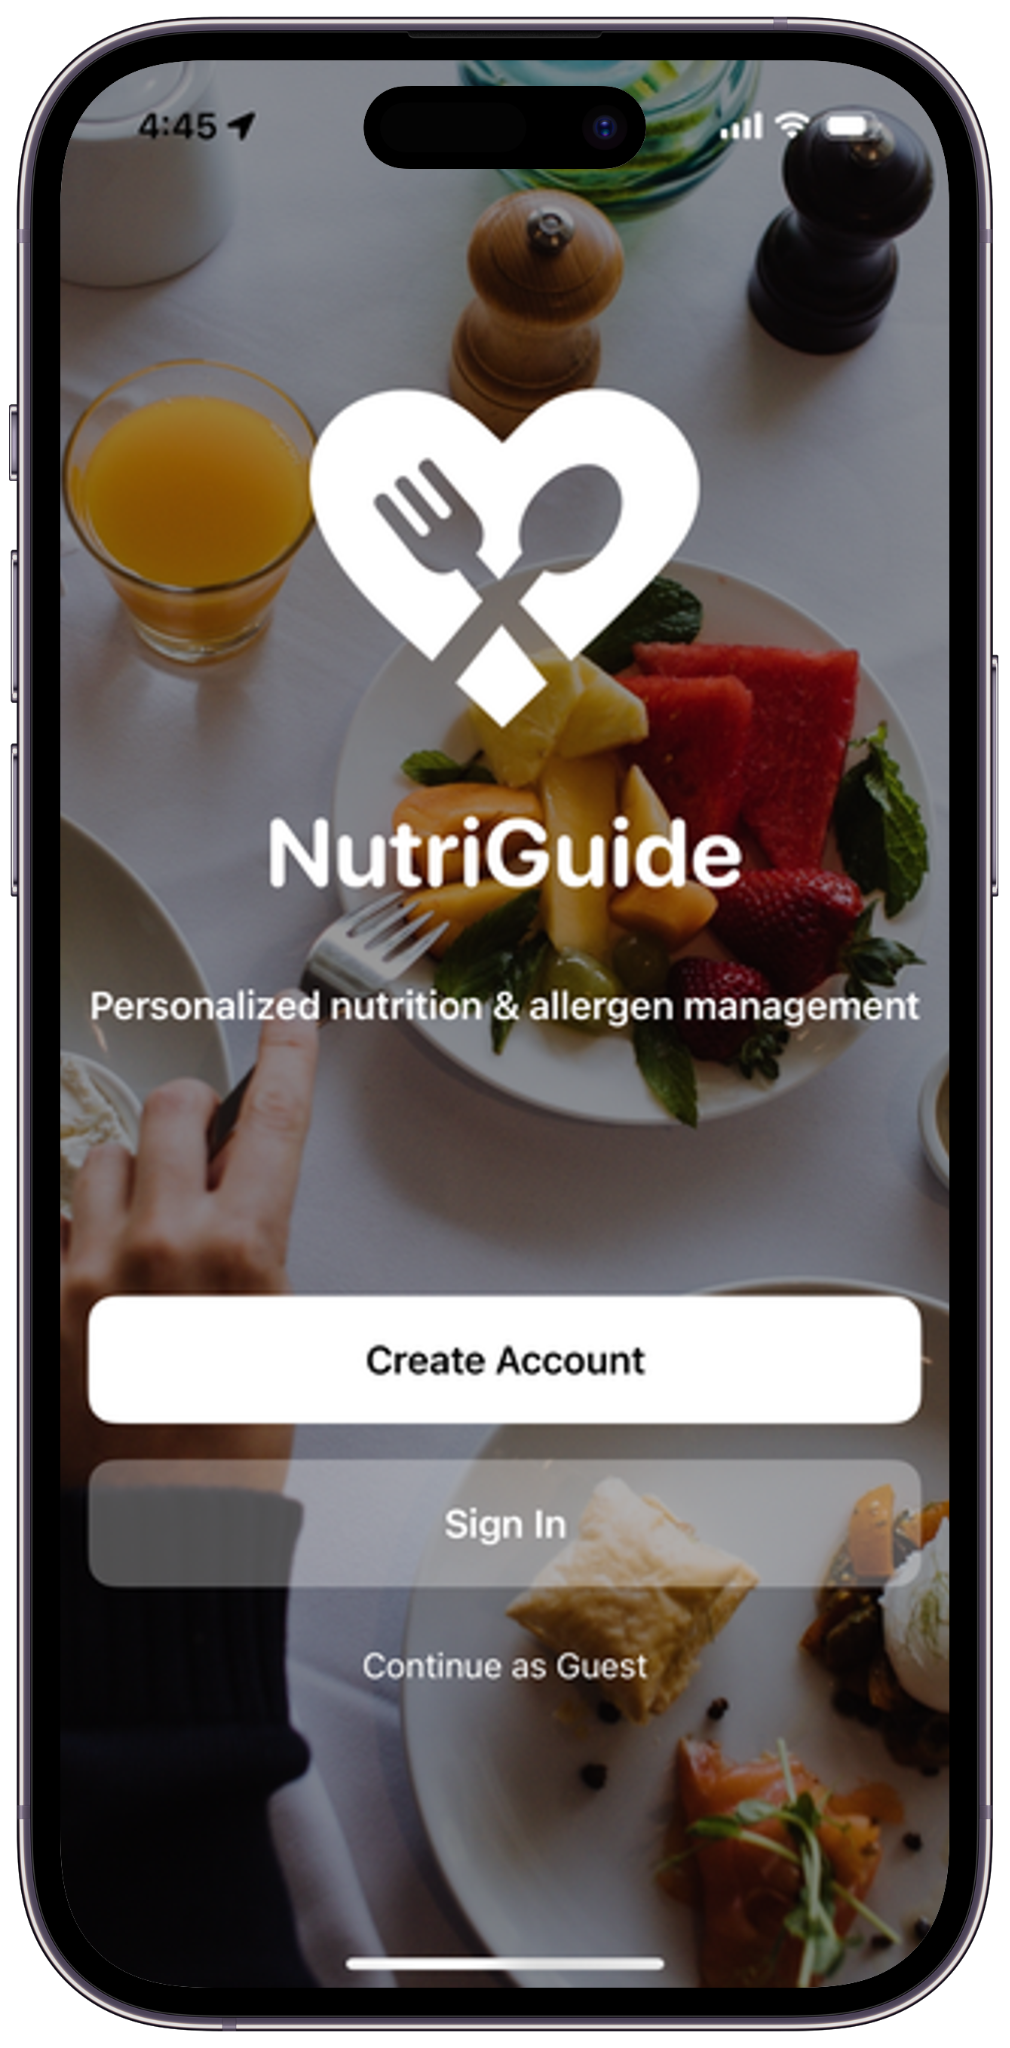 4:45
NutriGuide
Personalized nutrition & allergen management
Create Account
Sign In
Continue as Guest